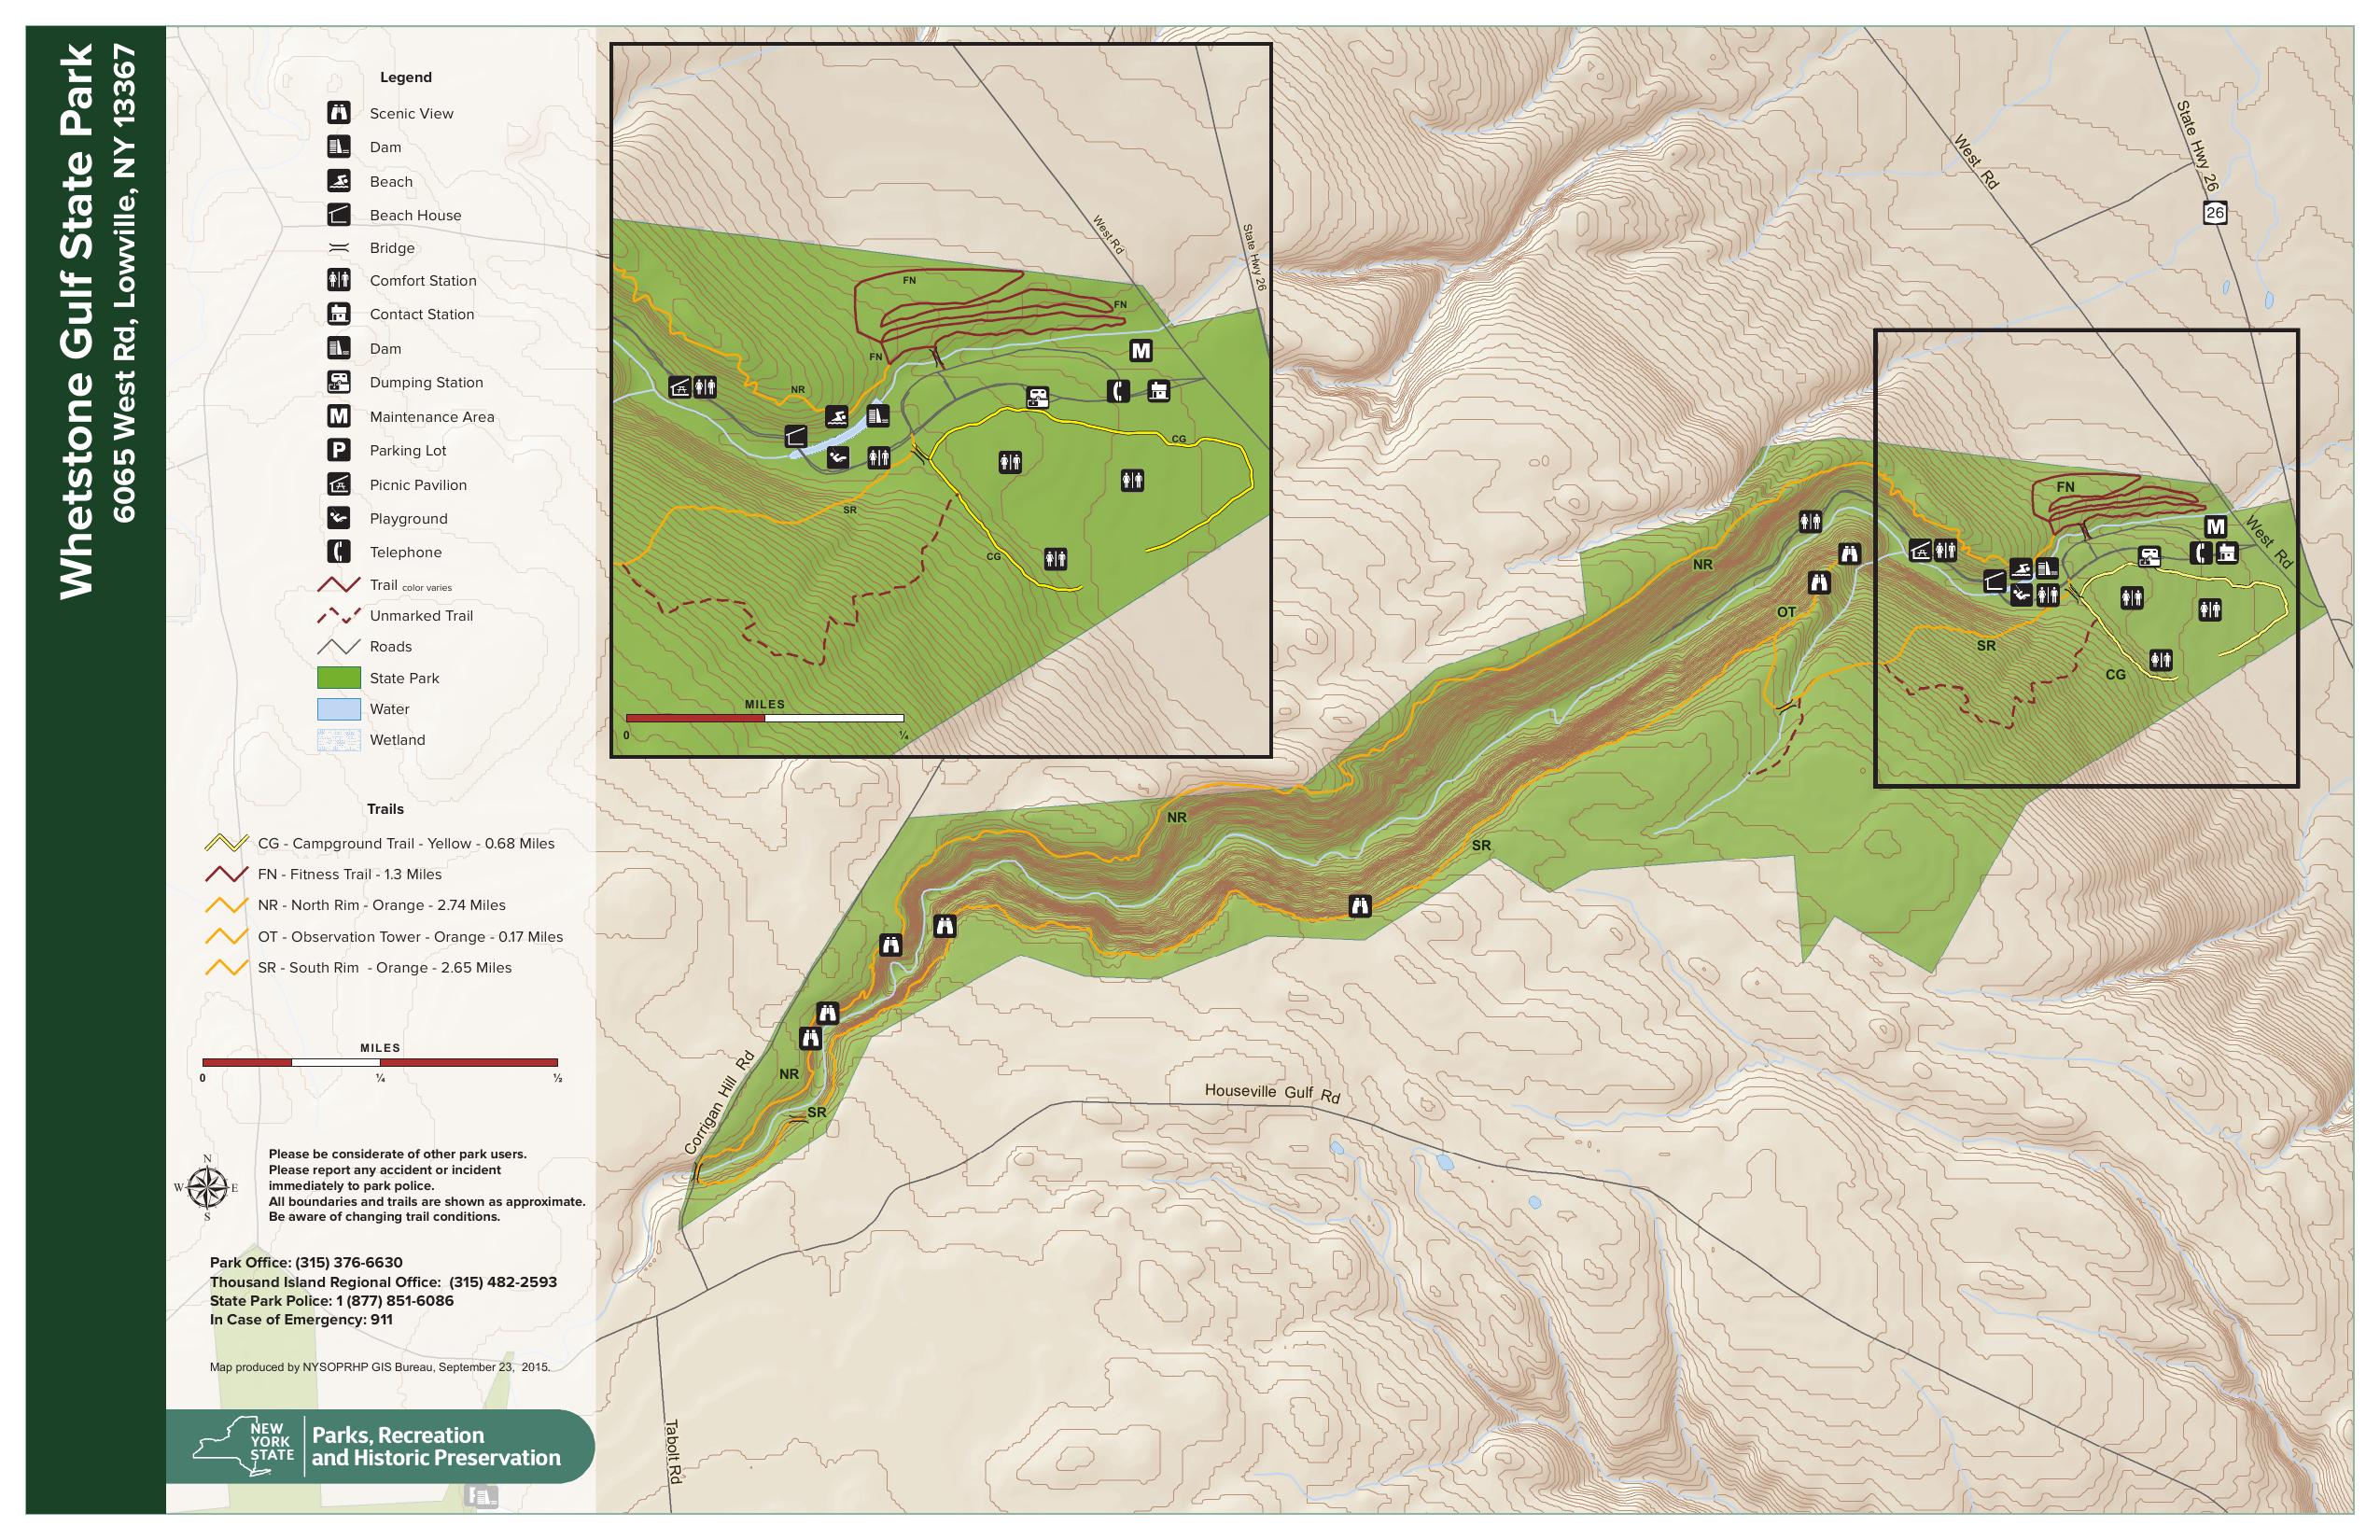 Whetstone Gulf State Park
6065 West Rd, Lowville, NY 13367
Legend
Scenic View
Dam
Beach
Beach House
Bridge
Comfort Station
Contact Station
Dam
Dumping Station
M Maintenance Area
P Parking Lot
Picnic Pavilion
Playground
Telephone
Trail color varies
Unmarked Trail
Roads
State Park
Water
Wetland
Trails
CG - Campground Trail - Yellow - 0.68 Miles
FN - Fitness Trail - 1.3 Miles
NR - North Rim - Orange - 2.74 Miles
OT - Observation Tower - Orange - 0.17 Miles
SR - South Rim - Orange - 2.65 Miles
MILES
0 ¼ ½
N
W E
S
Please be considerate of other park users.
Please report any accident or incident
immediately to park police.
All boundaries and trails are shown as approximate.
Be aware of changing trail conditions.
Park Office: (315) 376-6630
Thousand Island Regional Office: (315) 482-2593
State Park Police: 1 (877) 851-6086
In Case of Emergency: 911
Map produced by NYSOPRHP GIS Bureau, September 23, 2015.
NEW
YORK
STATE
Parks, Recreation
and Historic Preservation
West Rd
State Hwy 26
FN
FN
FN
M
NR
CG
SR
CG
MILES
0 ¼
West Rd
State Hwy 26
26
FN
M
West Rd
NR
OT
SR
CG
NR
SR
NR
SR
Corrigan Hill Rd
Houseville Gulf Rd
Tabolt Rd